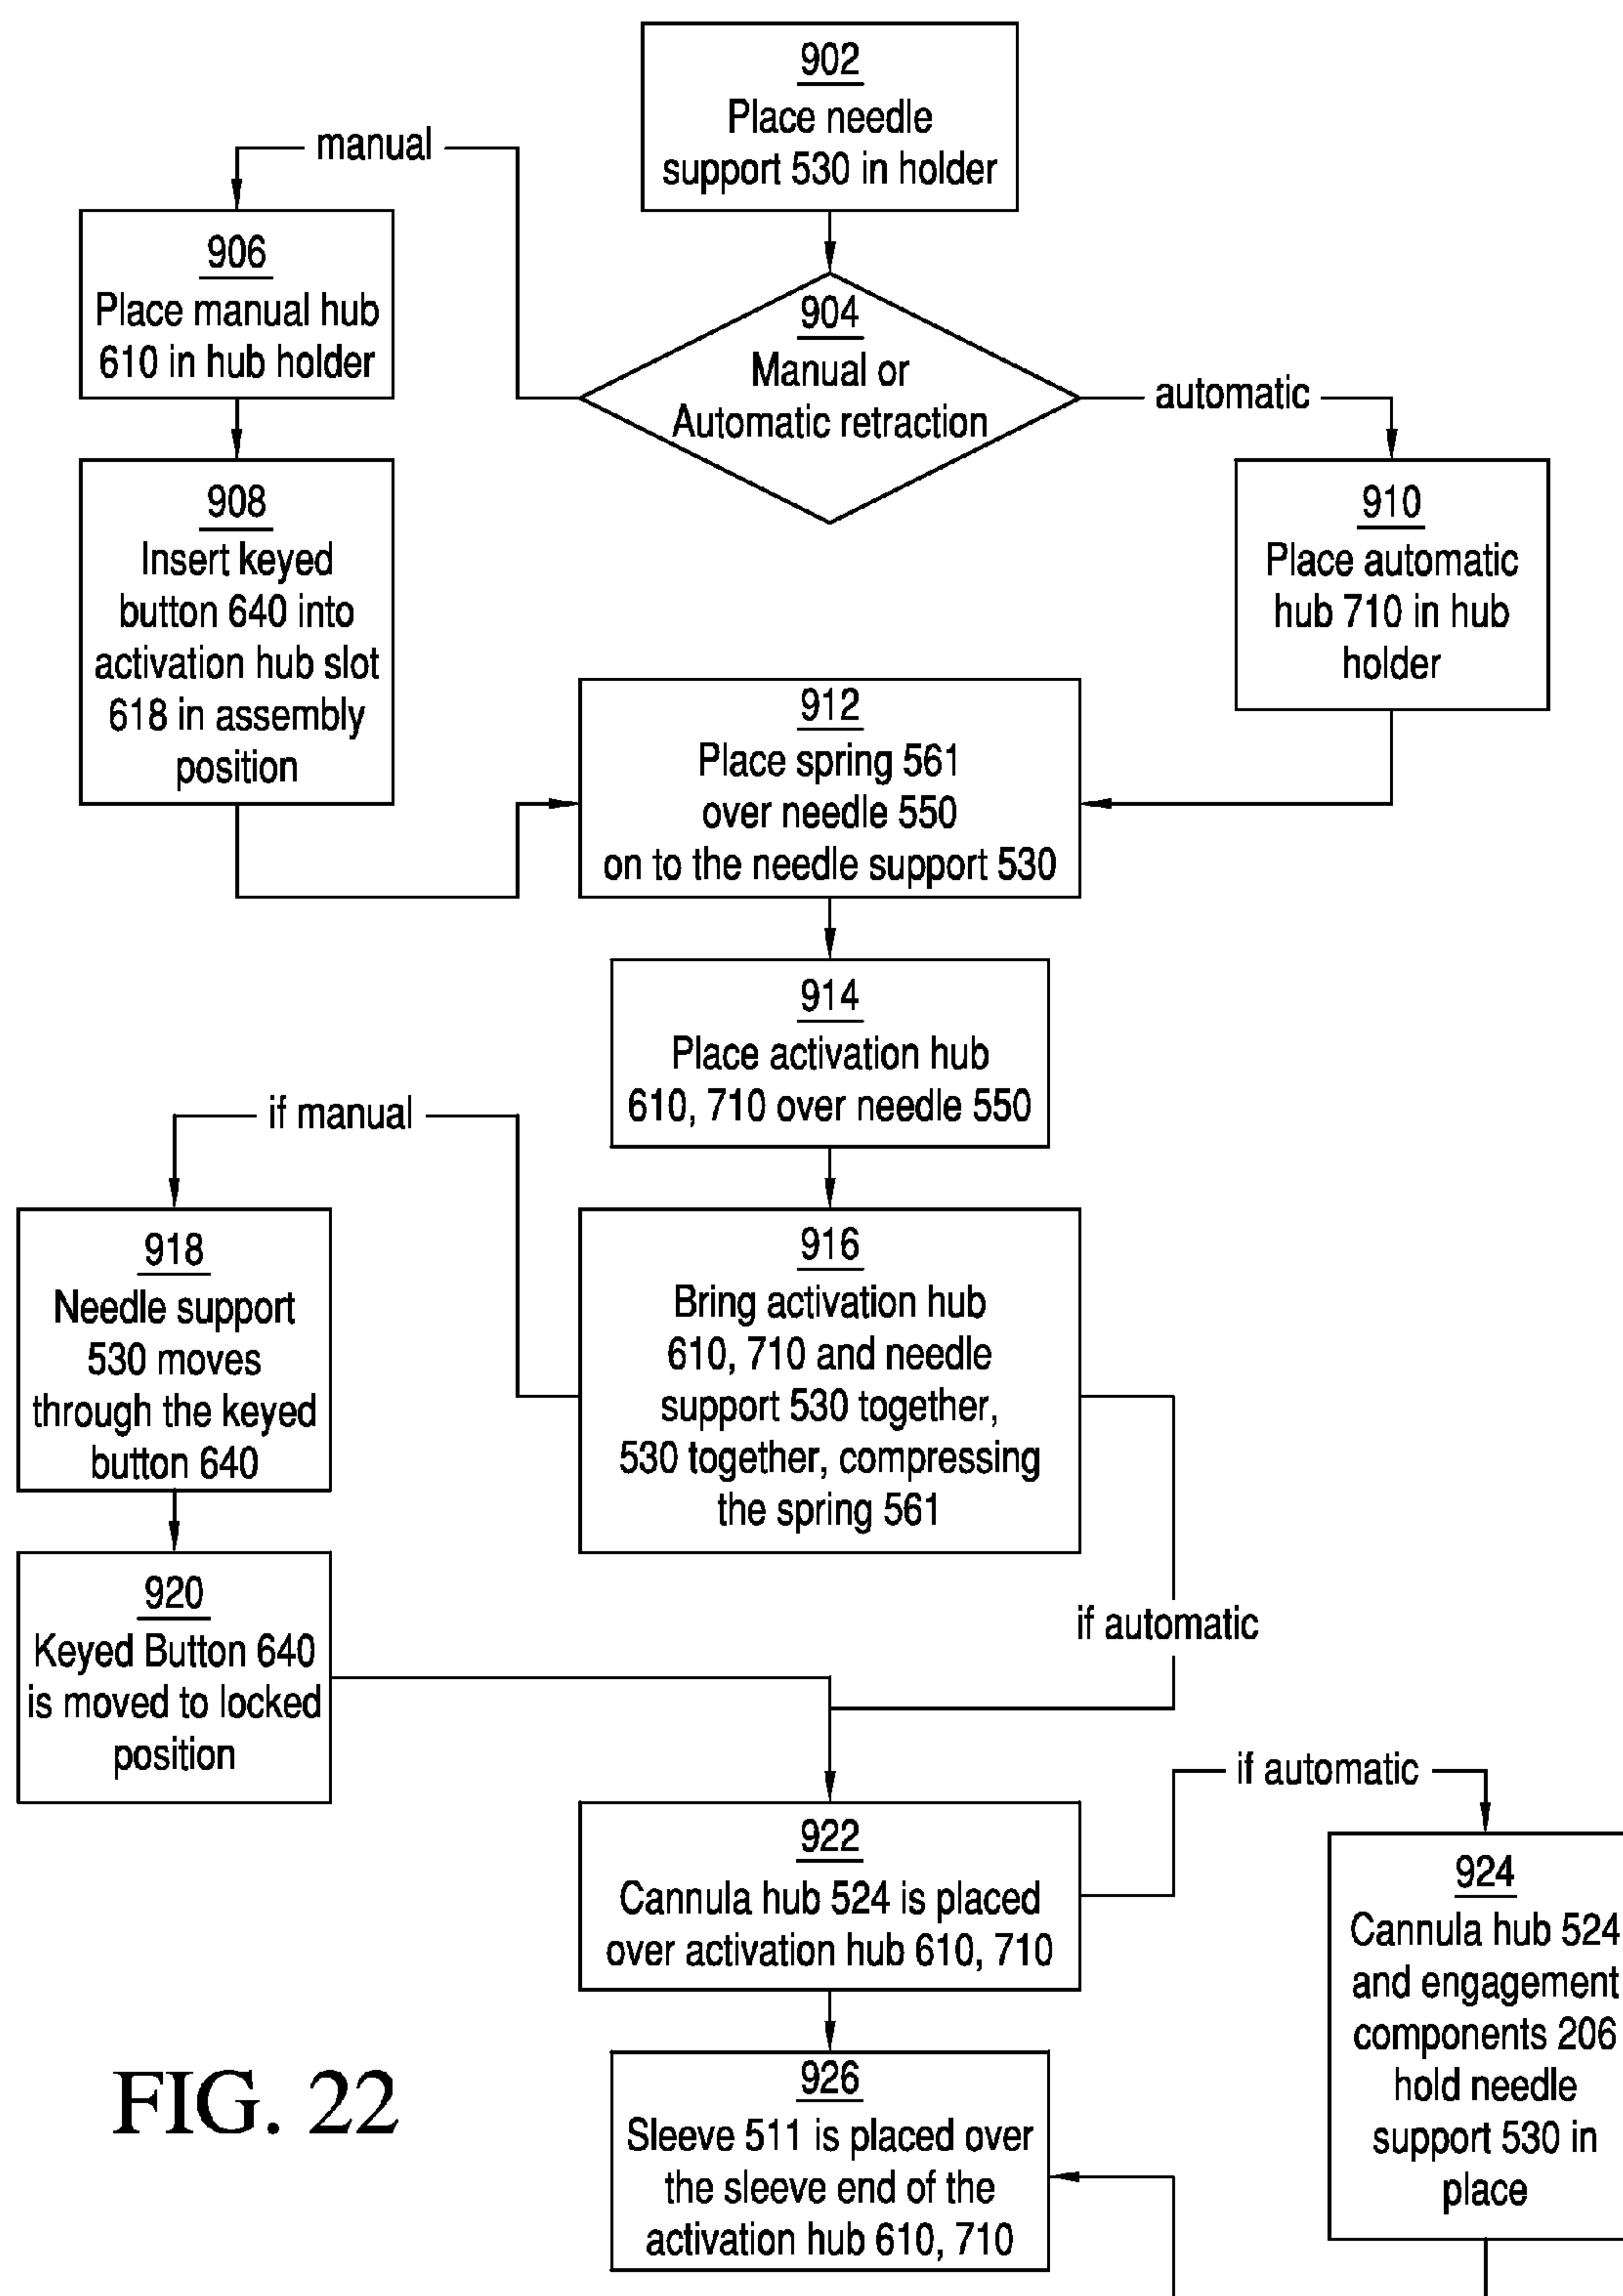 902
Place needle
support 530 in holder
manual
904
Manual or
Automatic retraction
automatic
906
Place manual hub
610 in hub holder
908
Insert keyed
button 640 into
activation hub slot
618 in assembly
position
910
Place automatic
hub 710 in hub
holder
912
Place spring 561
over needle 550
on to the needle support 530
914
Place activation hub
610, 710 over needle 550
if manual
916
Bring activation hub
610, 710 and needle
support 530 together,
530 together, compressing
the spring 561
918
Needle support
530 moves
through the keyed
button 640
920
Keyed Button 640
is moved to locked
position
if automatic
922
Cannula hub 524 is placed
over activation hub 610, 710
if automatic
924
Cannula hub 524
and engagement
components 206
hold needle
support 530 in
place
926
Sleeve 511 is placed over
the sleeve end of the
activation hub 610, 710
FIG. 22